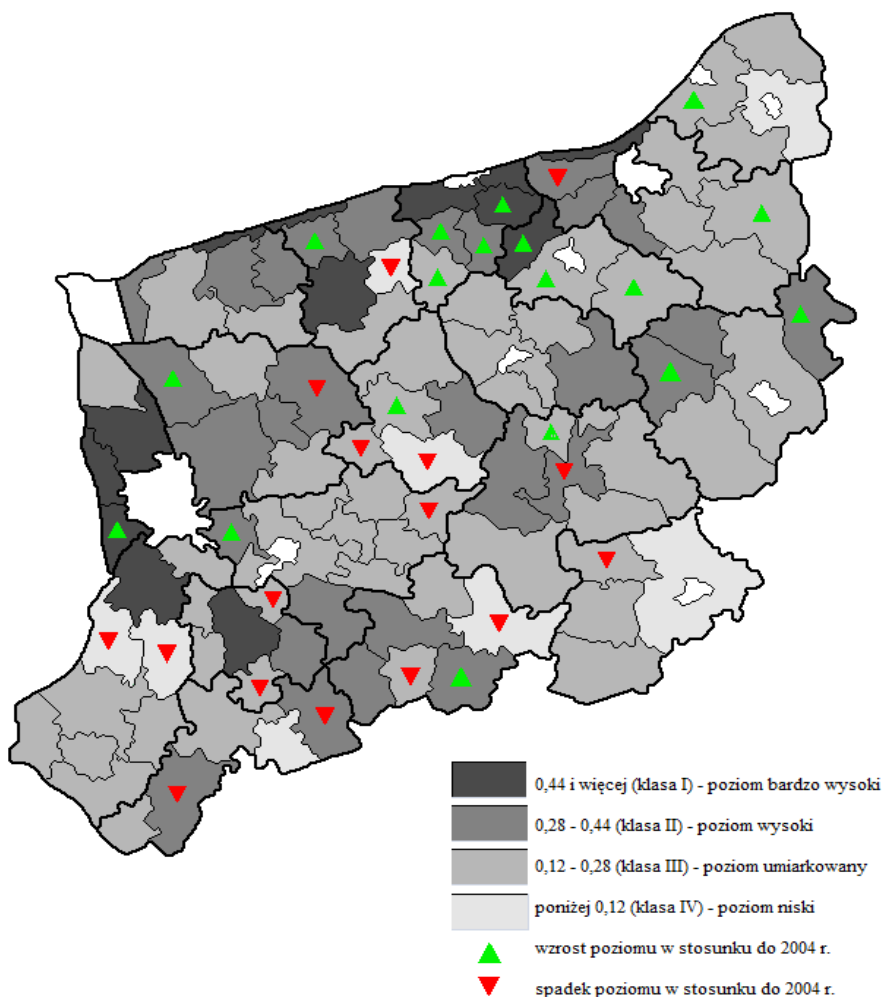 0,44 i więcej (klasa I) - poziom bardzo wysoki
0,28 - 0,44 (klasa II) - poziom wysoki
0,12 - 0,28 (klasa III) - poziom umiarkowany
poniżej 0,12 (klasa IV) - poziom niski
wzrost poziomu w stosunku do 2004 r.
spadek poziomu w stosunku do 2004 r.